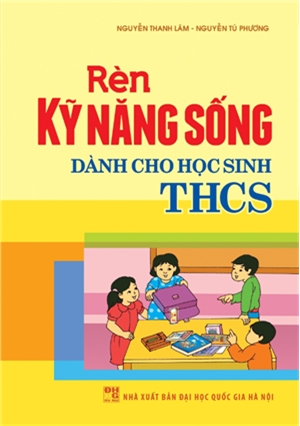 NGUYỄN THANH LÂM - NGUYỄN TÚ PHƯƠNG
Rèn
KỸ NĂNG SỐNG
DÀNH CHO HỌC SINH
THCS
NHÀ XUẤT BẢN ĐẠI HỌC QUỐC GIA HÀ NỘI